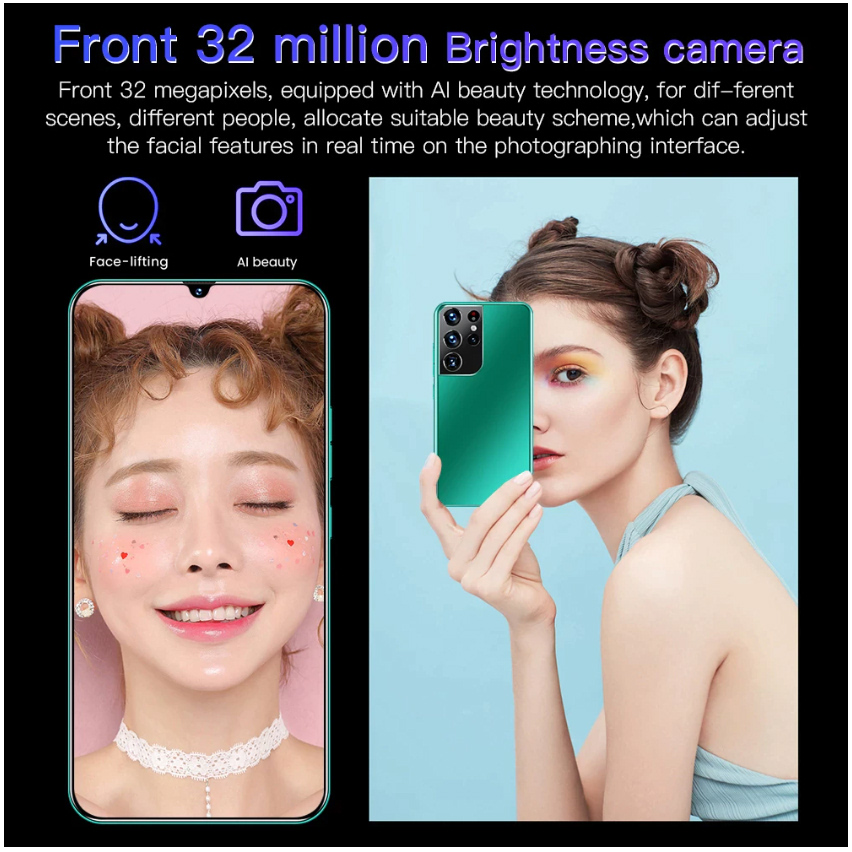 Front 32 million Brightness camera
Front 32 megapixels, equipped with AI beauty technology, for dif-ferent
scenes, different people, allocate suitable beauty scheme,which can adjust
the facial features in real time on the photographing interface.
Face-lifting
AI beauty